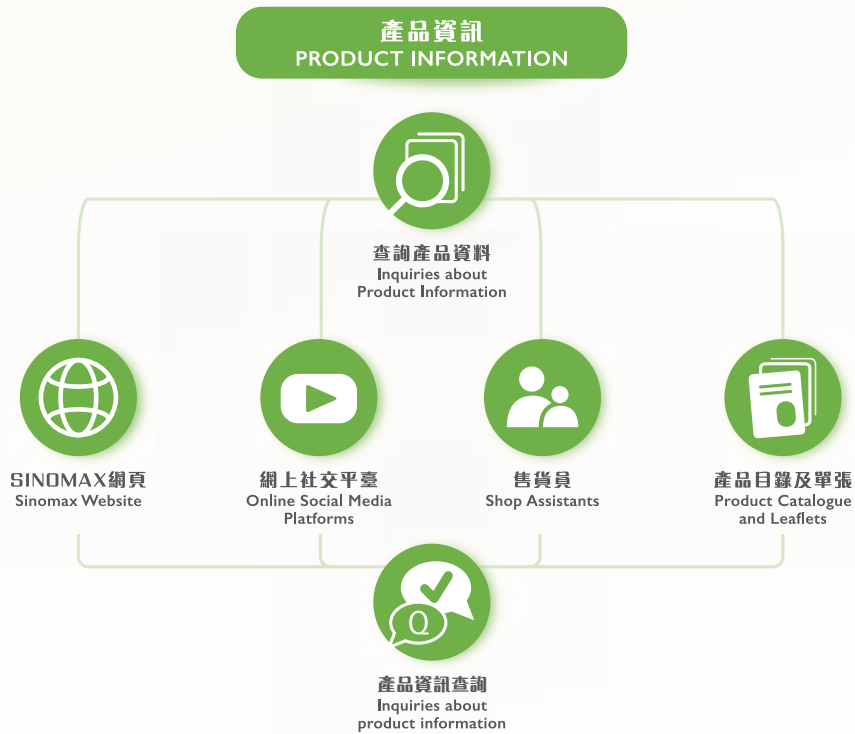 產品資訊
PRODUCT INFORMATION
查詢產品資料
Inquiries about
Product Information
SINOMAX網頁
Sinomax Website
網上社交平臺
Online Social Media
Platforms
售貨員
Shop Assistants
產品目錄及單張
Product Catalogue
and Leaflets
Q
產品資訊查詢
Inquiries about
product information